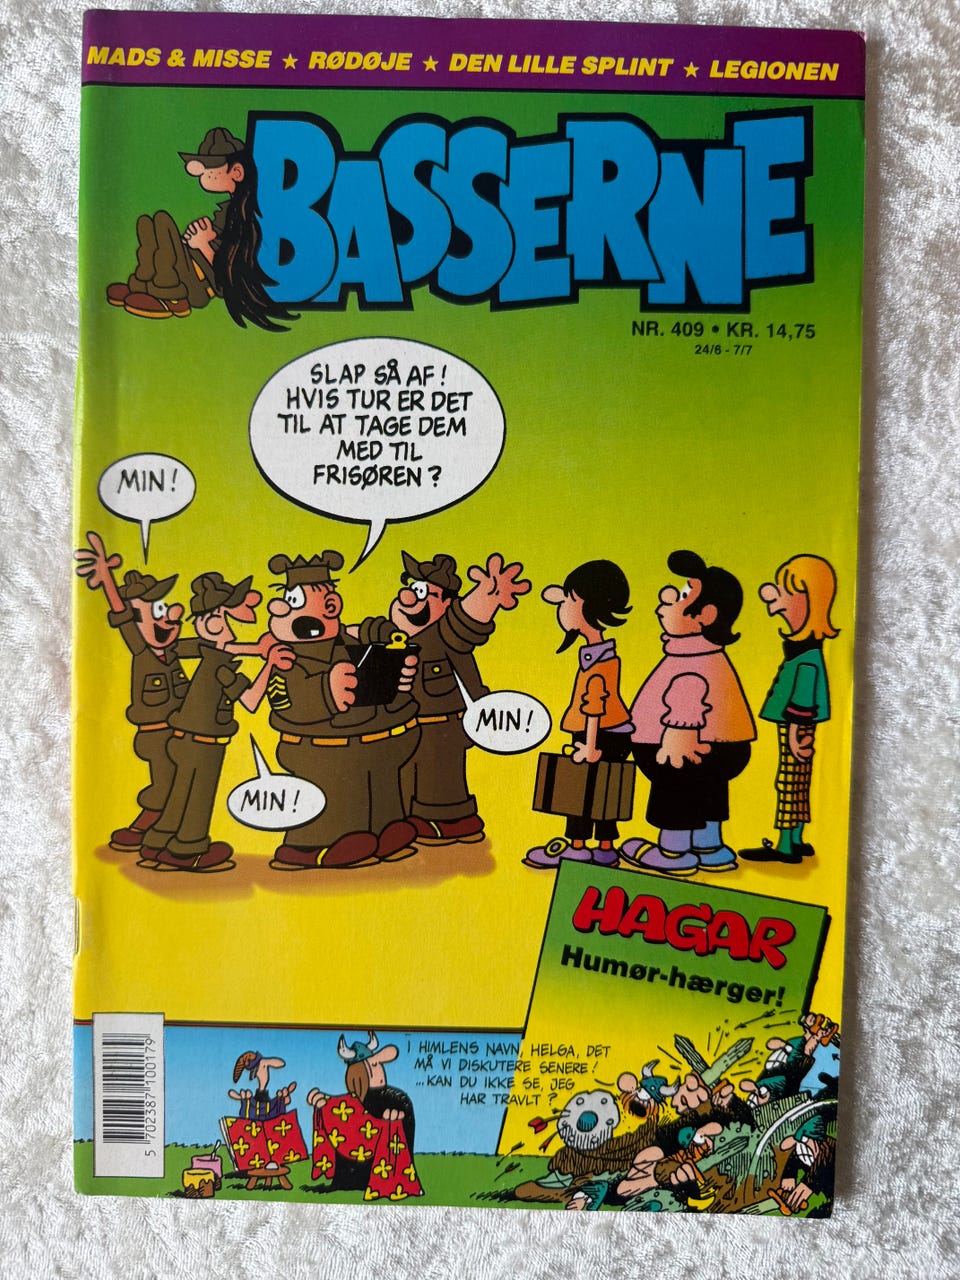 MADS & MISSE ★ RØDØJE ★ DEN LILLE SPLINT ★ LEGIONEN
BASSERNE
NR. 409 • KR. 14,75
24/6 - 7/7
SLAP SÅ AF!
HVIS TUR ER DET
TIL AT TAGE DEM
MED TIL
FRISØREN?
MIN!
MIN!
MIN!
HAGAR
Humør-hærger!
I HIMLENS NAVN, HELGA, DET
MÅ VI DISKUTERE SENERE!
...KAN DU IKKE SE, JEG
HAR TRAVLT?
5 702387 100179